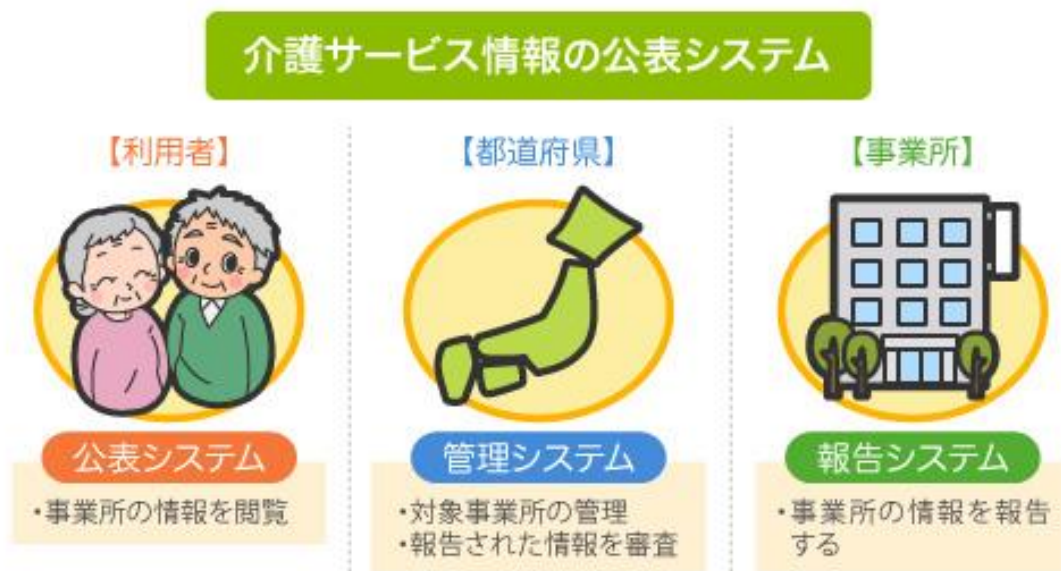 介護サービス情報の公表システム
【利用者】
公表システム
・事業所の情報を閲覧
【都道府県】
管理システム
・対象事業所の管理
・報告された情報を審査
【事業所】
報告システム
・事業所の情報を報告
する